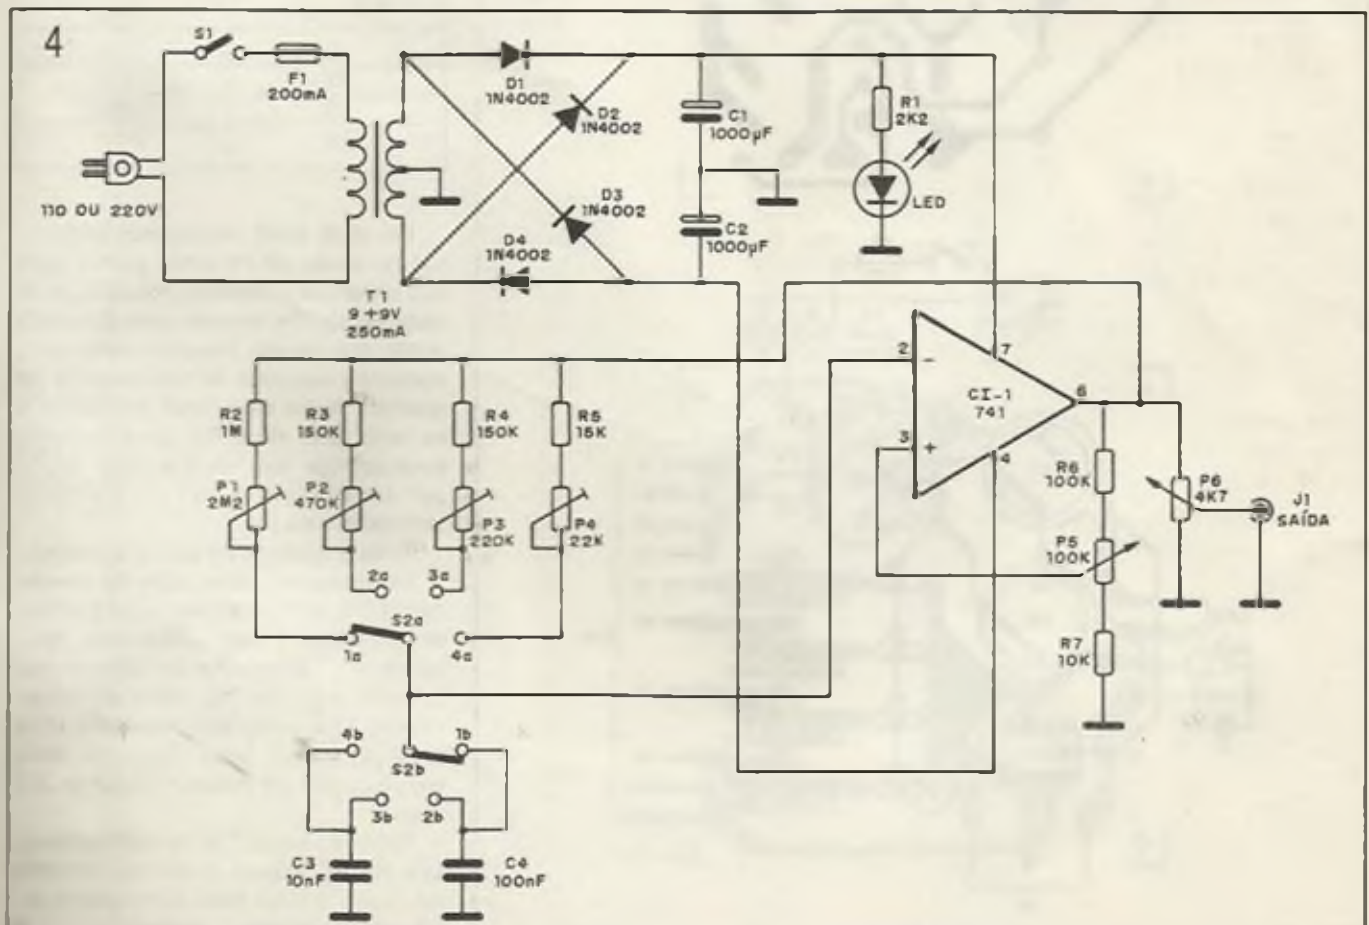 4
S1
F1
200mA
110 OU 220V
T1
9+9V
250mA
D1
1N4002
D2
1N4002
D3
1N4002
D4
1N4002
C1
1000µF
C2
1000µF
R1
2K2
LED
R2
1M
R3
150K
R4
150K
R5
15K
P1
2M2
P2
470K
P3
220K
P4
22K
2a
3a
S2a
1a
4a
4b
1b
S2b
3b
2b
C3
10nF
C4
100nF
2
-
7
CI-1
741
6
3
+
4
R6
100K
P5
100K
R7
10K
P6
4K7
J1
SAÍDA